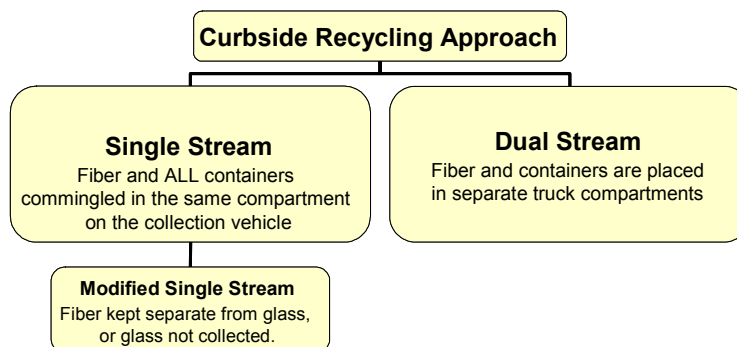 Curbside Recycling Approach
Single Stream
Fiber and ALL containers
commingled in the same compartment
on the collection vehicle
Dual Stream
Fiber and containers are placed
in separate truck compartments
Modified Single Stream
Fiber kept separate from glass,
or glass not collected.